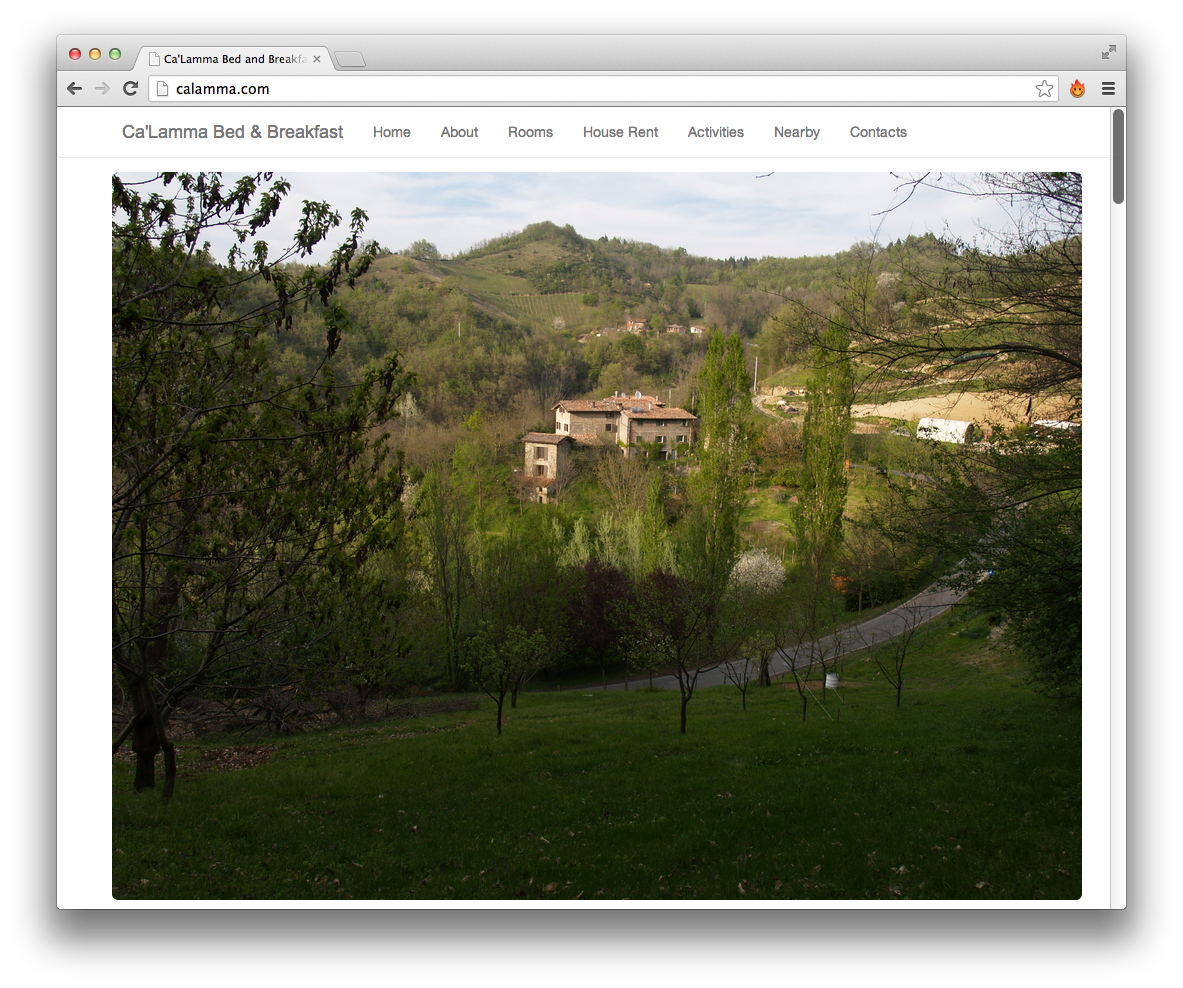 Ca'Lamma Bed and Breakfa
calamma.com
Ca'Lamma Bed & Breakfast Home About Rooms House Rent Activities Nearby Contacts